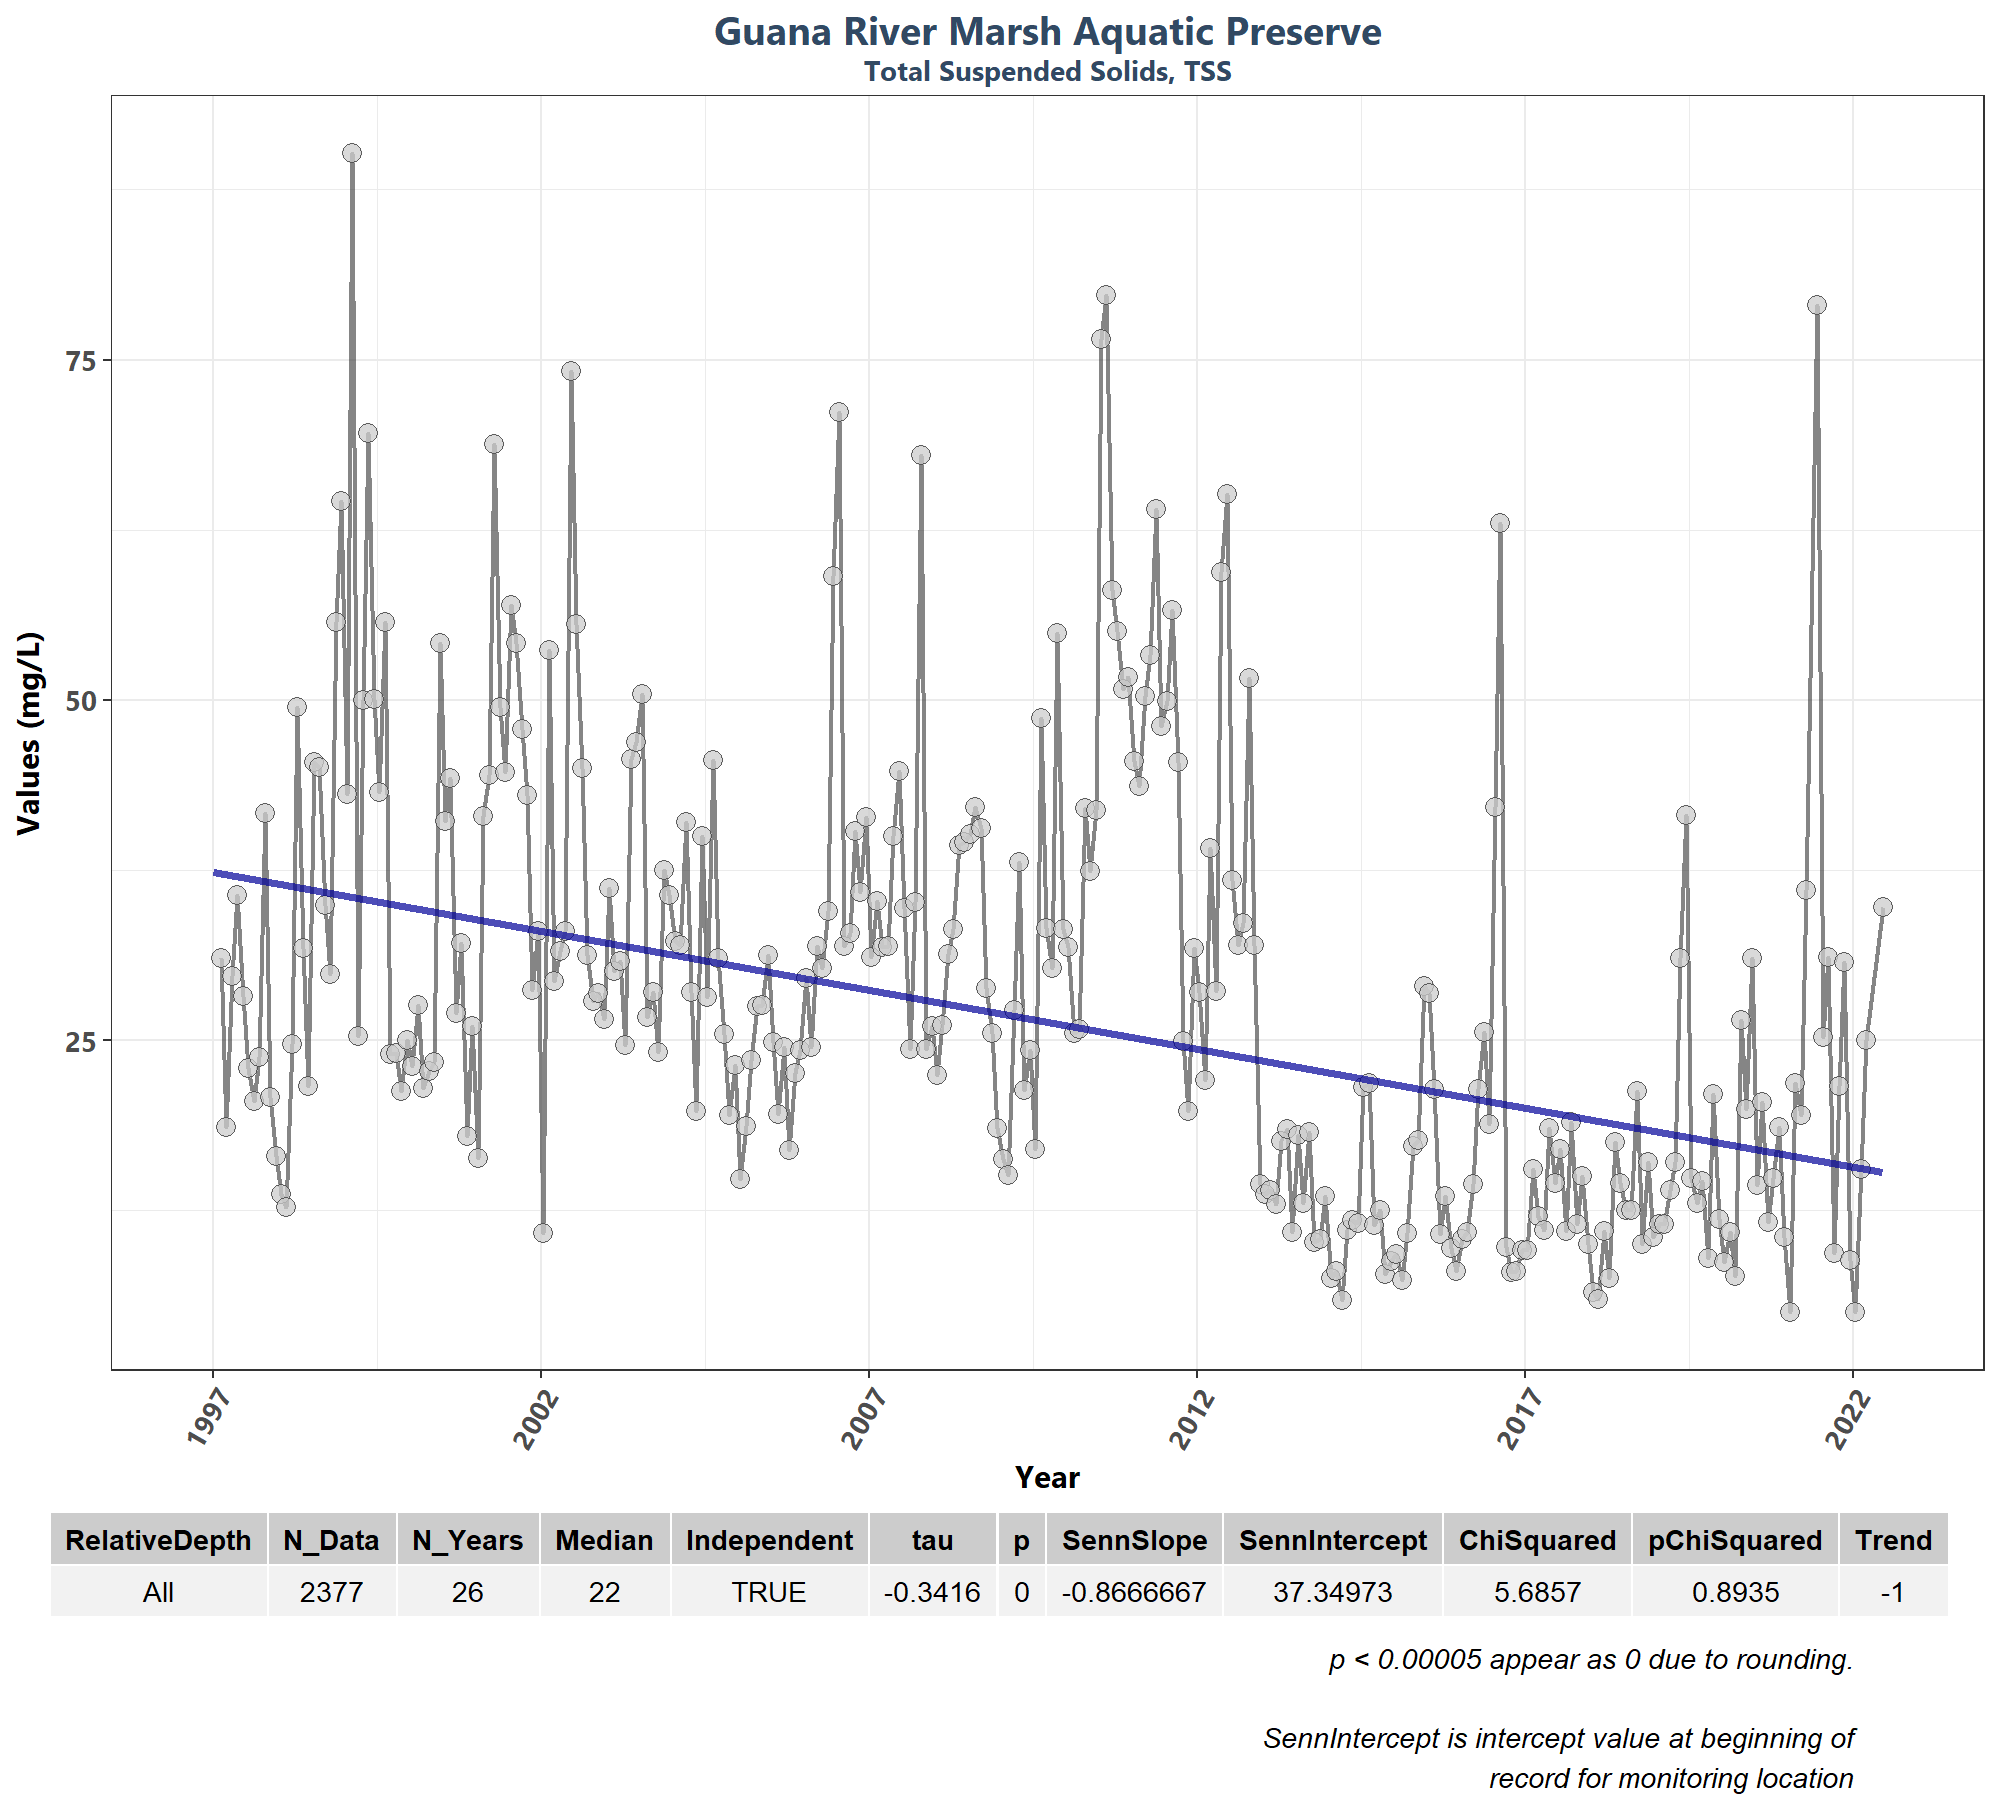 Guana River Marsh Aquatic Preserve
Total Suspended Solids, TSS
Values (mg/L)
75
50
25
1997 2002 2007 2012 2017 2022
Year
RelativeDepth N_Data N_Years Median Independent tau p SennSlope SennIntercept ChiSquared pChiSquared Trend
All 2377 26 22 TRUE -0.3416 0 -0.8666667 37.34973 5.6857 0.8935 -1
p < 0.00005 appear as 0 due to rounding.
SennIntercept is intercept value at beginning of
record for monitoring location